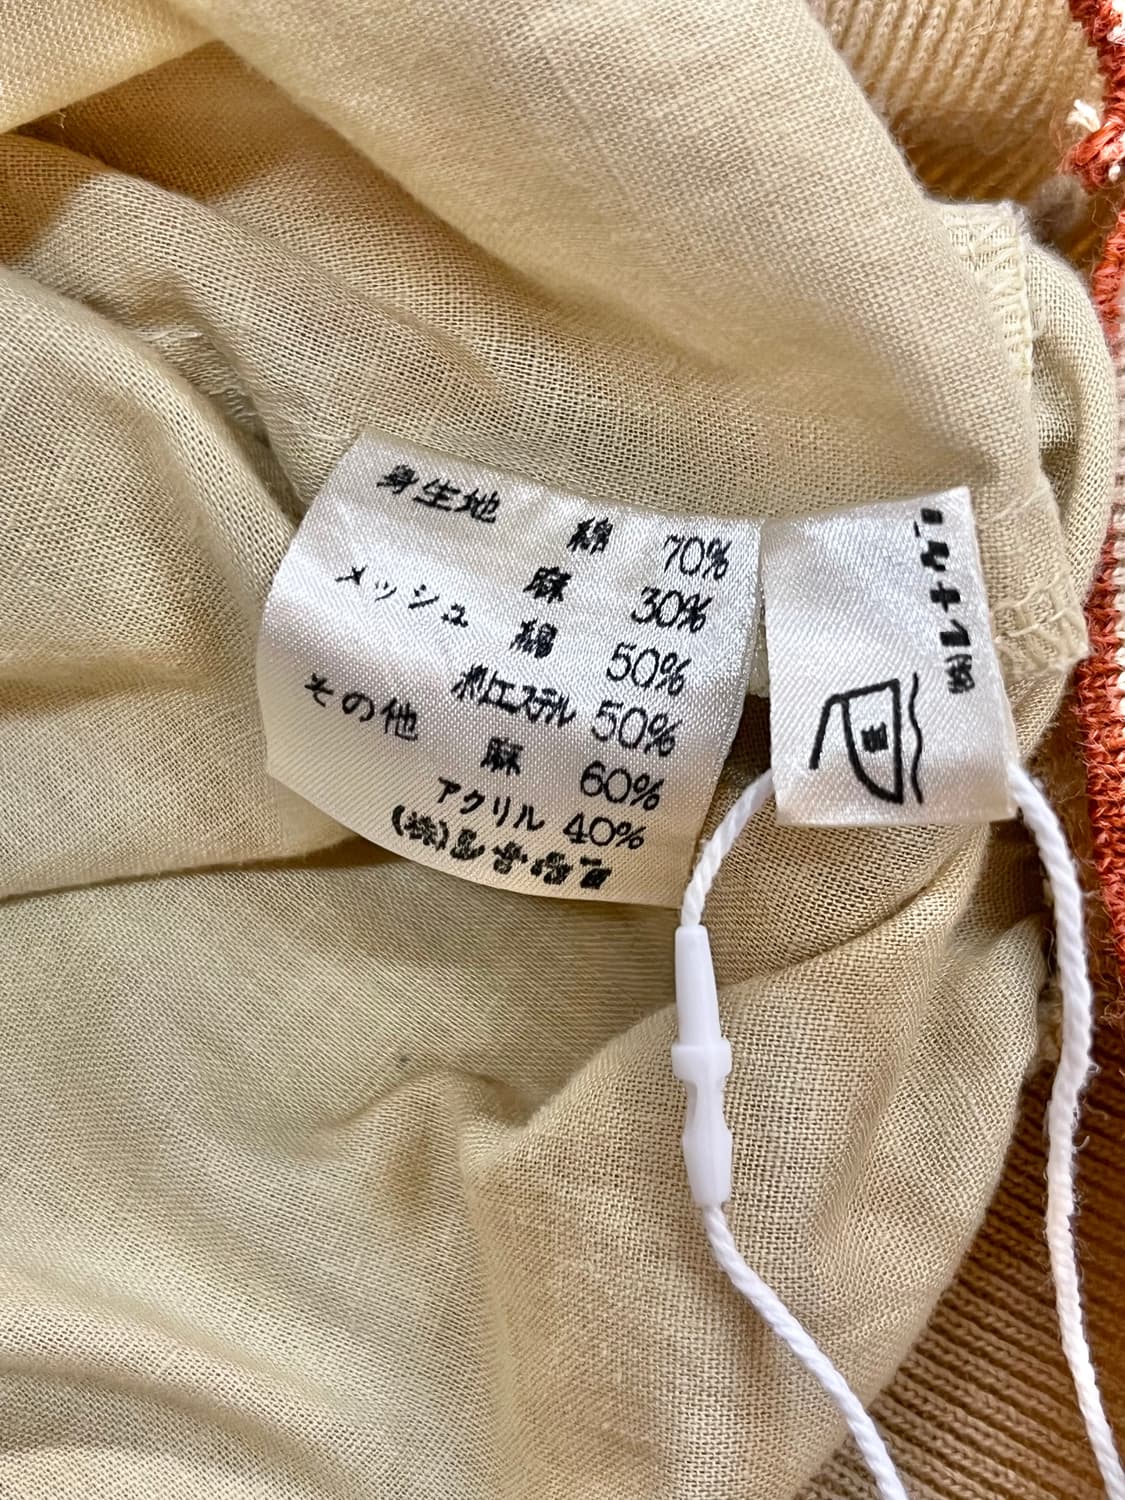 身生地 綿 70%
麻 30%
メッシュ 綿 50%
ポリエステル 50%
その他 麻 60%
アクリル 40%
(株)
(株)